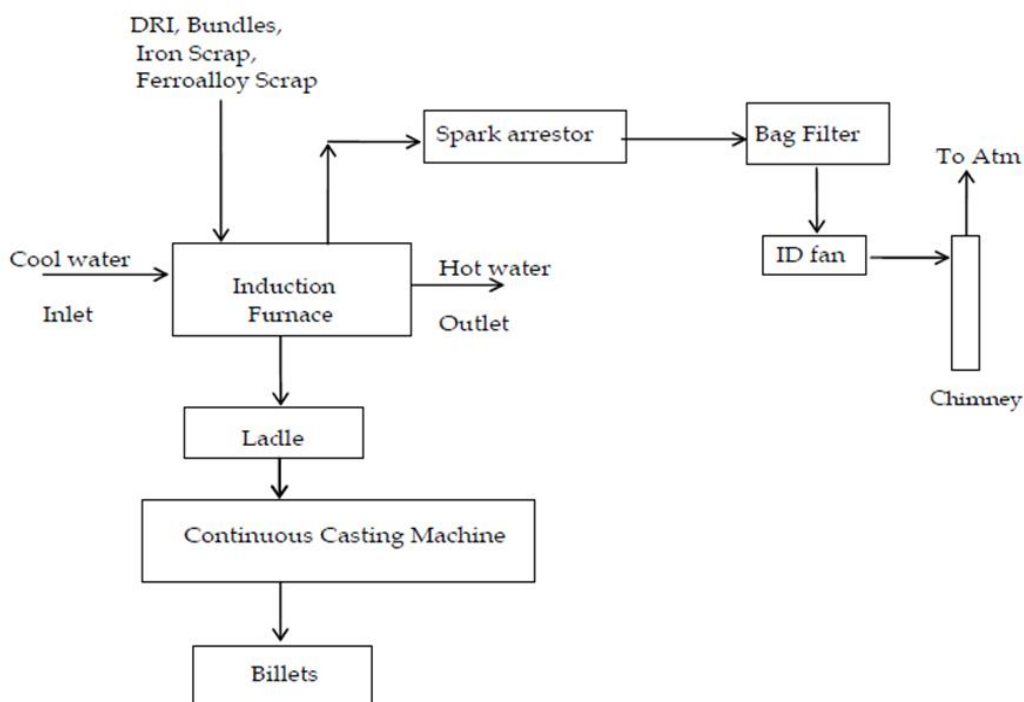 DRI, Bundles,
Iron Scrap,
Ferroalloy Scrap
Spark arrestor
Bag Filter
To Atm
ID fan
Cool water
Inlet
Induction
Furnace
Hot water
Outlet
Chimney
Ladle
Continuous Casting Machine
Billets